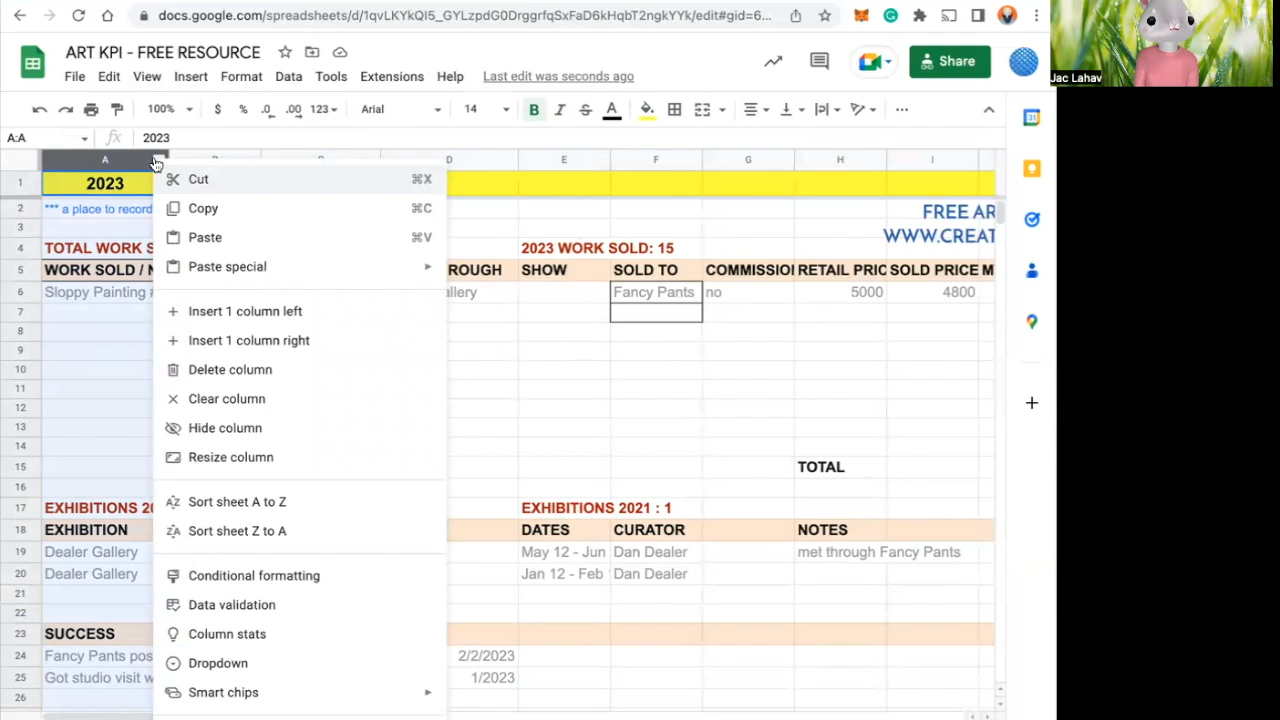 docs.google.com/spreadsheets/d/1qvLKYkQI5_GYLzpdG0DrggrfqSxFaD6kHqbT2ngkYYk/edit#gid=6...
ART KPI - FREE RESOURCE
Share
Jac Lahav
File Edit View Insert Format Data Tools Extensions Help Last edit was seconds ago
100% $ % .0 .00 123 Arial 14 B I S A
A:A fx 2023
A D E F G H I
1 2023 Cut ⌘X
2 *** a place to record Copy ⌘C FREE AR
3 Paste ⌘V WWW.CREAT
4 TOTAL WORK S 2023 WORK SOLD: 15
5 WORK SOLD / N Paste special ROUGH SHOW SOLD TO COMMISSION RETAIL PRIC SOLD PRICE M
6 Sloppy Painting allery Fancy Pants no 5000 4800
7 Insert 1 column left
8 Insert 1 column right
9
10 Delete column
11
12 Clear column
13 Hide column
14 Resize column
15 TOTAL
16 Sort sheet A to Z
17 EXHIBITIONS 2 EXHIBITIONS 2021 : 1
18 EXHIBITION Sort sheet Z to A DATES CURATOR NOTES
19 Dealer Gallery May 12 - Jun Dan Dealer met through Fancy Pants
20 Dealer Gallery Conditional formatting Jan 12 - Feb Dan Dealer
21 Data validation
22
23 SUCCESS Column stats
24 Fancy Pants pos Dropdown 2/2/2023
25 Got studio visit w 1/2023
26 Smart chips